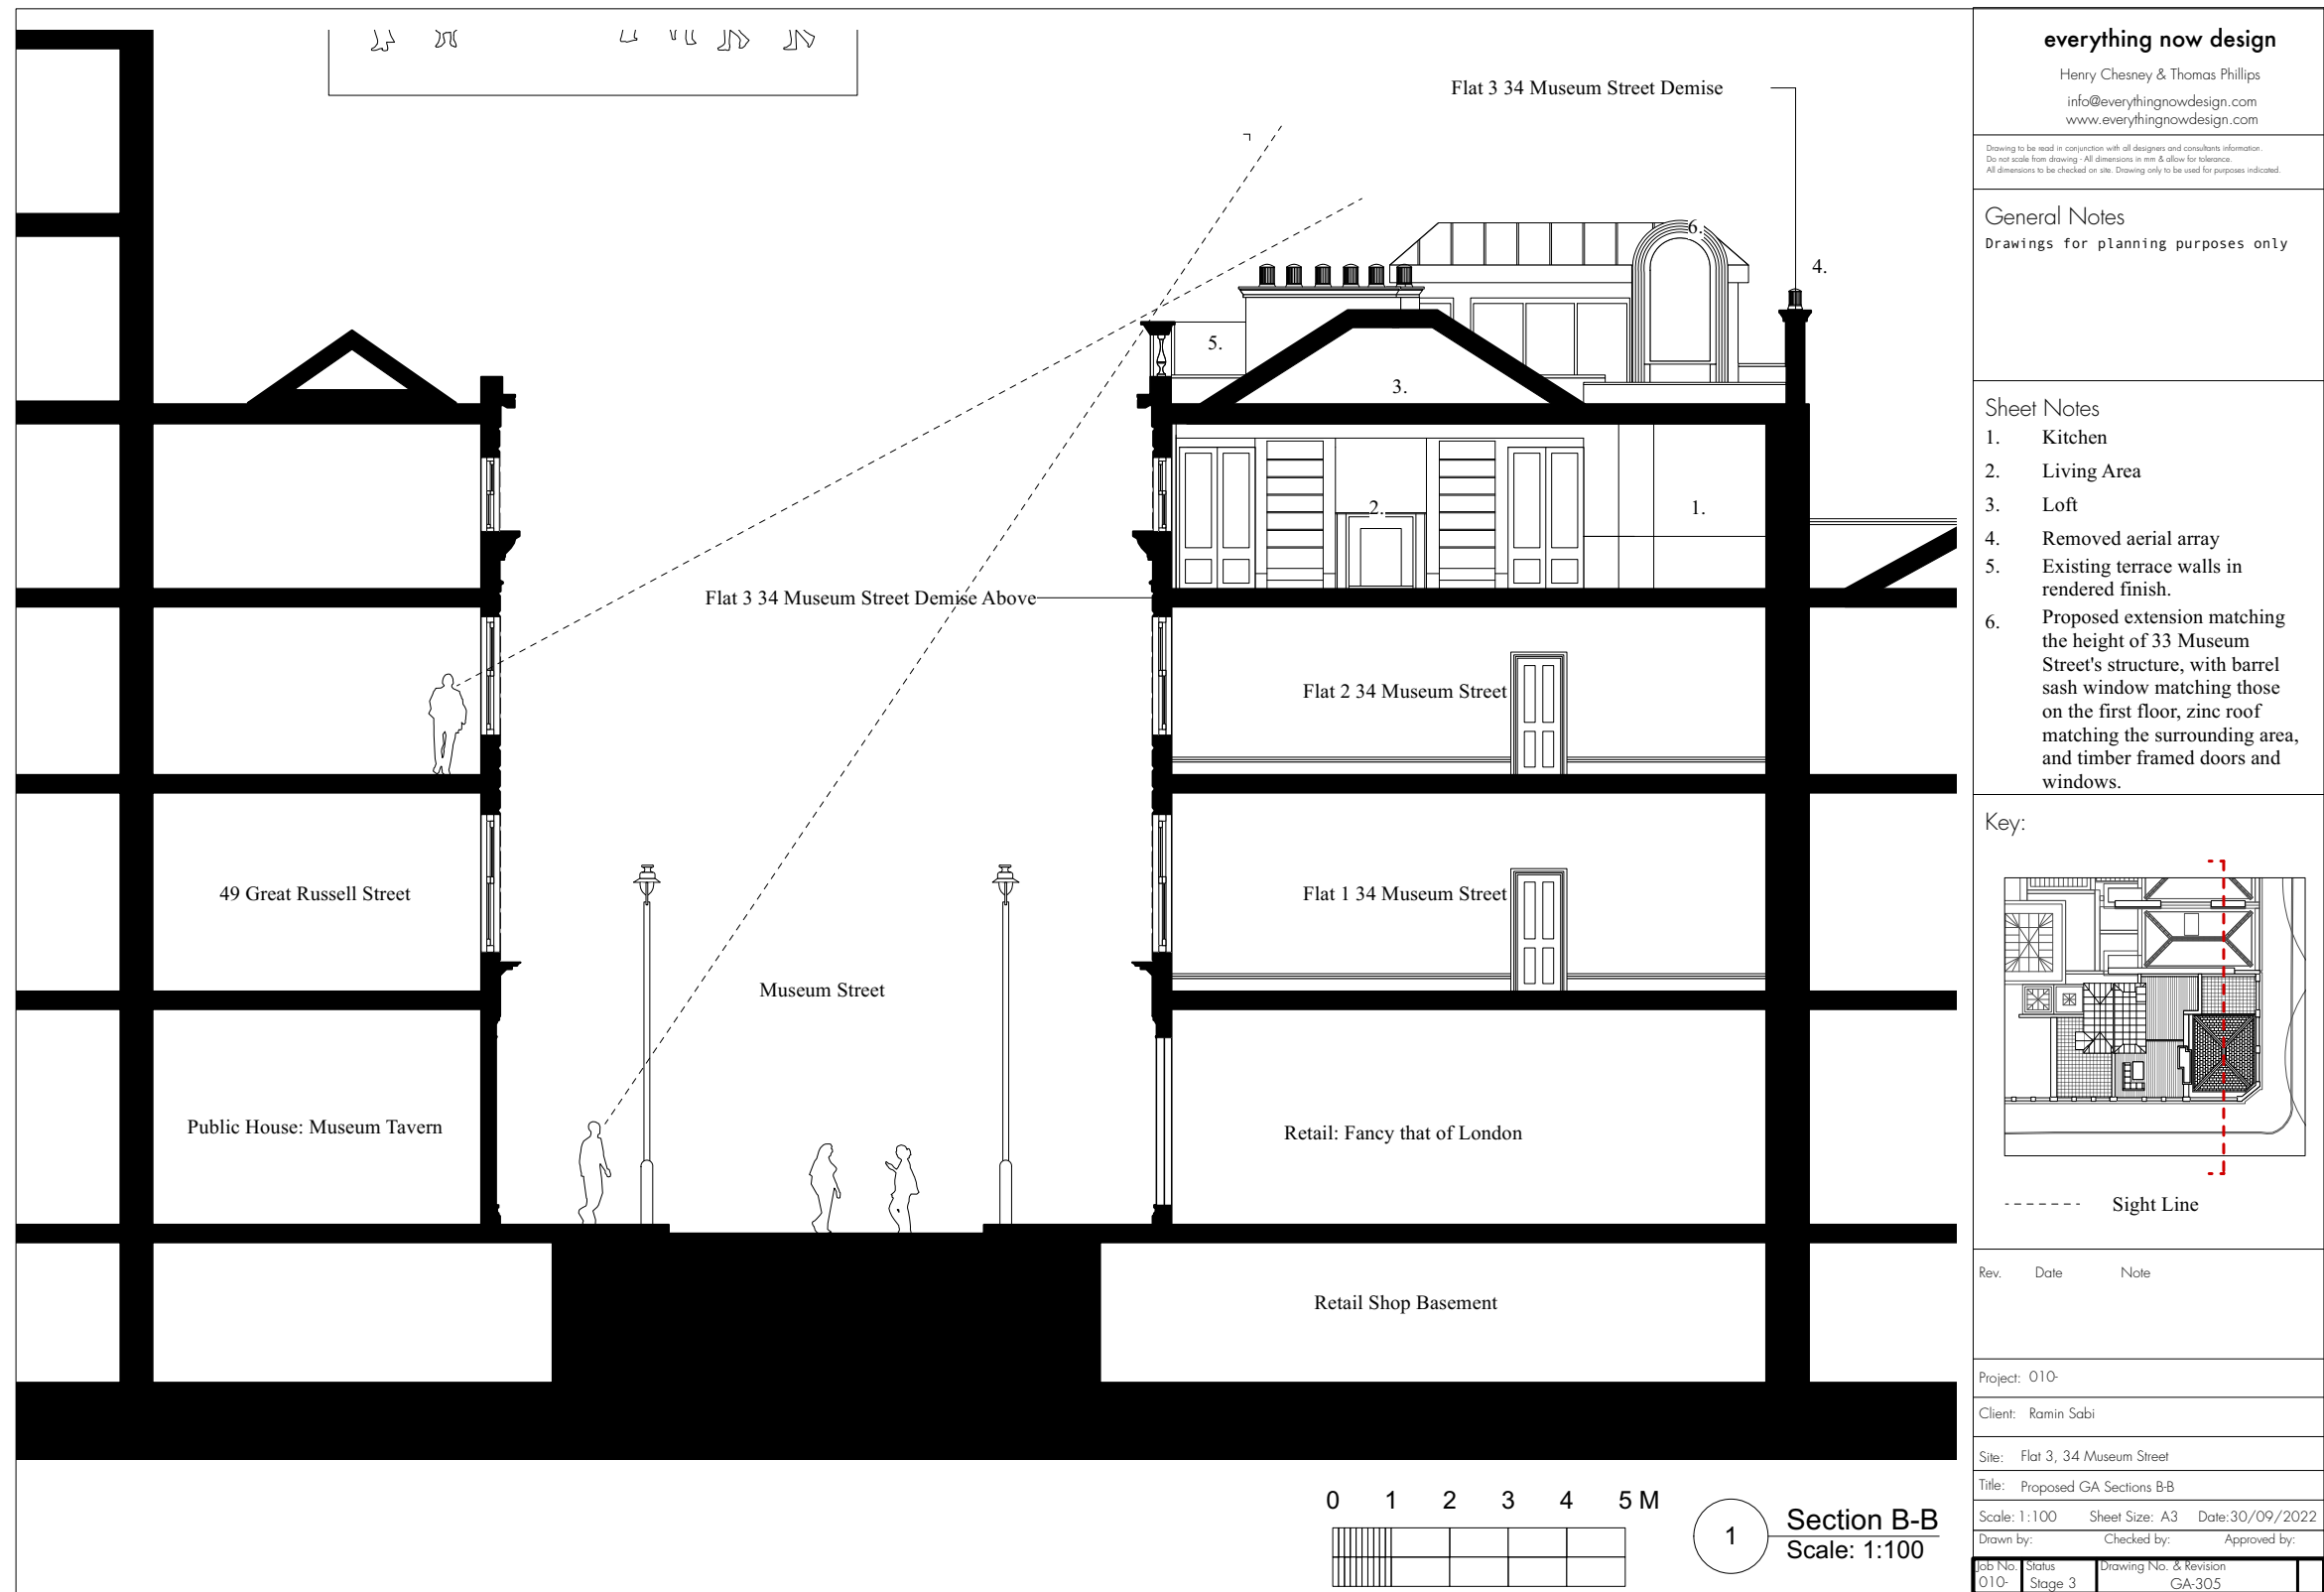 Flat 3 34 Museum Street Demise
6.
4.
5.
3.
2.
1.
Flat 3 34 Museum Street Demise Above
Flat 2 34 Museum Street
49 Great Russell Street
Flat 1 34 Museum Street
Museum Street
Public House: Museum Tavern
Retail: Fancy that of London
Retail Shop Basement
0 1 2 3 4 5 M
1
Section B-B
Scale: 1:100
everything now design
Henry Chesney & Thomas Phillips
info@everythingnowdesign.com
www.everythingnowdesign.com
Drawing to be read in conjunction with all designers and consultants information.
Do not scale from drawing - All dimensions in mm & allow for tolerance.
All dimensions to be checked on site. Drawing only to be used for purposes indicated.
General Notes
Drawings for planning purposes only
Sheet Notes
1. Kitchen
2. Living Area
3. Loft
4. Removed aerial array
5. Existing terrace walls in
rendered finish.
6. Proposed extension matching
the height of 33 Museum
Street's structure, with barrel
sash window matching those
on the first floor, zinc roof
matching the surrounding area,
and timber framed doors and
windows.
Key:
Sight Line
Rev. Date Note
Project: 010-
Client: Ramin Sabi
Site: Flat 3, 34 Museum Street
Title: Proposed GA Sections B-B
Scale: 1:100 Sheet Size: A3 Date:30/09/2022
Drawn by: Checked by: Approved by:
Job No. Status Drawing No. & Revision
010- Stage 3 GA-305